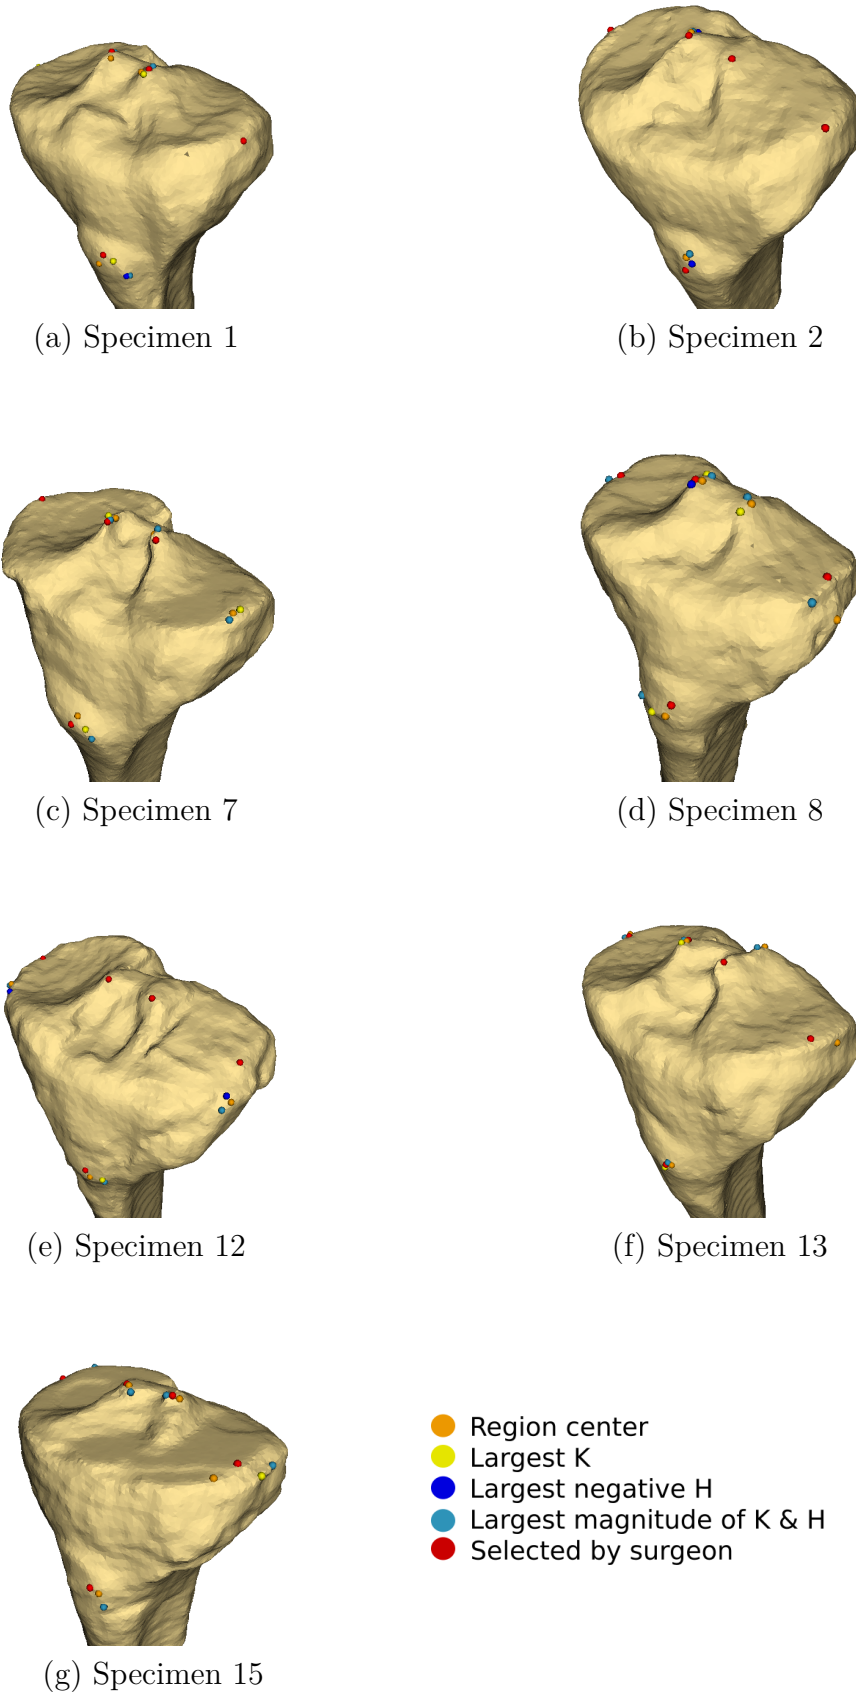 (a) Specimen 1
(b) Specimen 2
(c) Specimen 7
(d) Specimen 8
(e) Specimen 12
(f) Specimen 13
Region center
Largest K
Largest negative H
Largest magnitude of K & H
Selected by surgeon
(g) Specimen 15